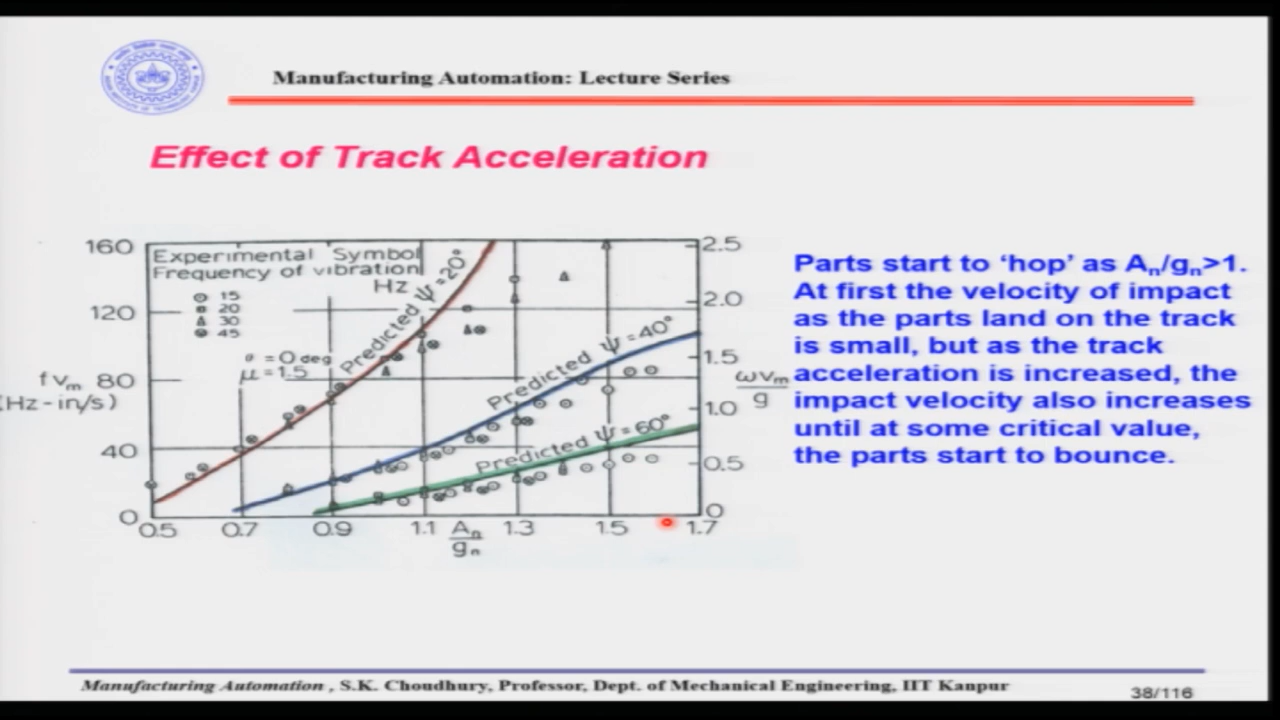 Manufacturing Automation: Lecture Series
Effect of Track Acceleration
Experimental Symbol
Frequency of vibration
Hz
15
20
30
45
σ = 0 deg
μ = 1.5
Predicted ψ = 20°
Predicted ψ = 40°
Predicted ψ = 60°
160
120
80
40
0
f vₘ
(Hz - in/s)
2.5
2.0
1.5
1.0
0.5
0
ωvₘ
g
0.5 0.7 0.9 1.1 1.3 1.5 1.7
Aₙ
gₙ
Parts start to ‘hop’ as Aₙ/gₙ>1.
At first the velocity of impact
as the parts land on the track
is small, but as the track
acceleration is increased, the
impact velocity also increases
until at some critical value,
the parts start to bounce.
Manufacturing Automation , S.K. Choudhury, Professor, Dept. of Mechanical Engineering, IIT Kanpur
38/116